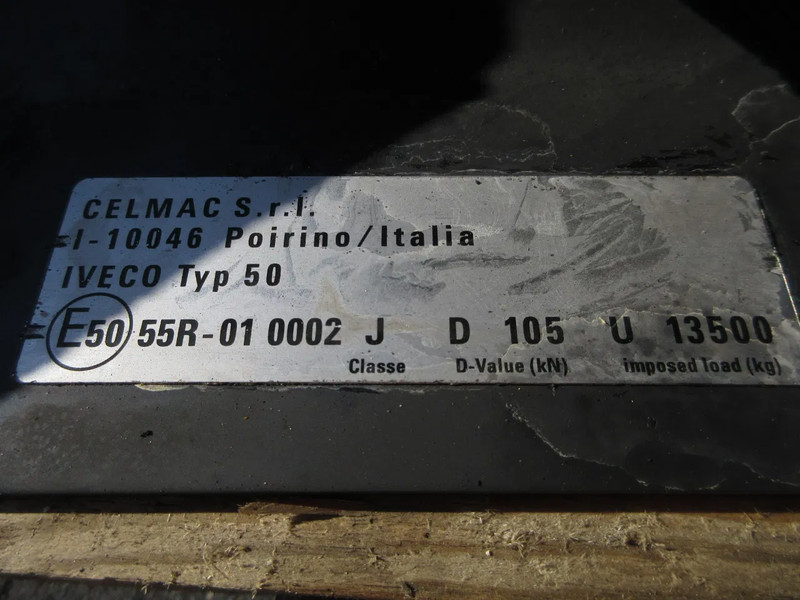 CELMAC S.r.l.
I-10046 Poirino/Italia
IVECO Typ 50
E50 55R-01 0002 J D 105 U 13500
Classe D-Value (kN) imposed Toad (kg)